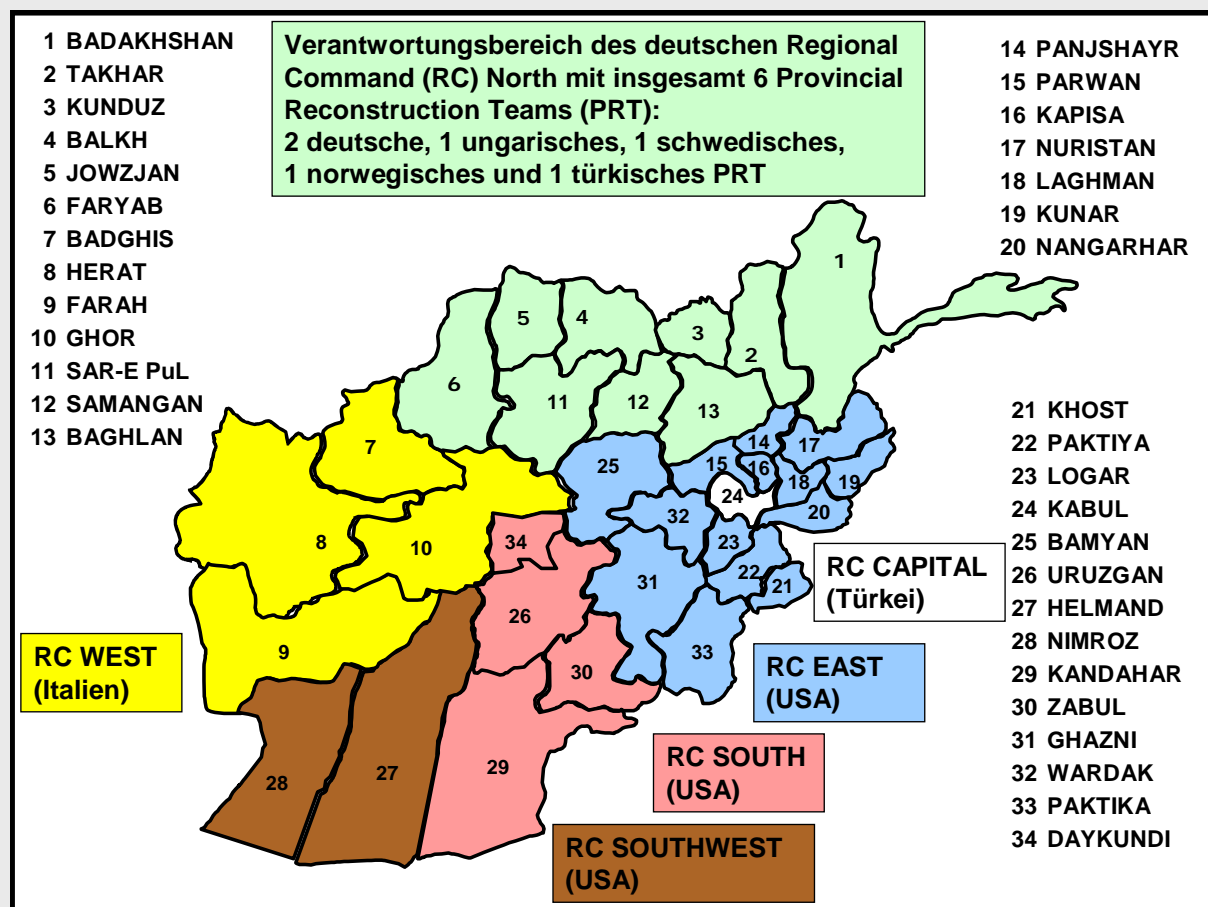 1 BADAKHSHAN
2 TAKHAR
3 KUNDUZ
4 BALKH
5 JOWZJAN
6 FARYAB
7 BADGHIS
8 HERAT
9 FARAH
10 GHOR
11 SAR-E PuL
12 SAMANGAN
13 BAGHLAN
Verantwortungsbereich des deutschen Regional
Command (RC) North mit insgesamt 6 Provincial
Reconstruction Teams (PRT):
2 deutsche, 1 ungarisches, 1 schwedisches,
1 norwegisches und 1 türkisches PRT
14 PANJSHAYR
15 PARWAN
16 KAPISA
17 NURISTAN
18 LAGHMAN
19 KUNAR
20 NANGARHAR
21 KHOST
22 PAKTIYA
23 LOGAR
24 KABUL
25 BAMYAN
26 URUZGAN
27 HELMAND
28 NIMROZ
29 KANDAHAR
30 ZABUL
31 GHAZNI
32 WARDAK
33 PAKTIKA
34 DAYKUNDI
1
5
4
3
2
6
11
12
13
7
14
17
25
15
16
18
19
24
32
20
8
10
34
23
22
21
31
26
9
33
30
28
27
29
RC CAPITAL
(Türkei)
RC WEST
(Italien)
RC EAST
(USA)
RC SOUTH
(USA)
RC SOUTHWEST
(USA)